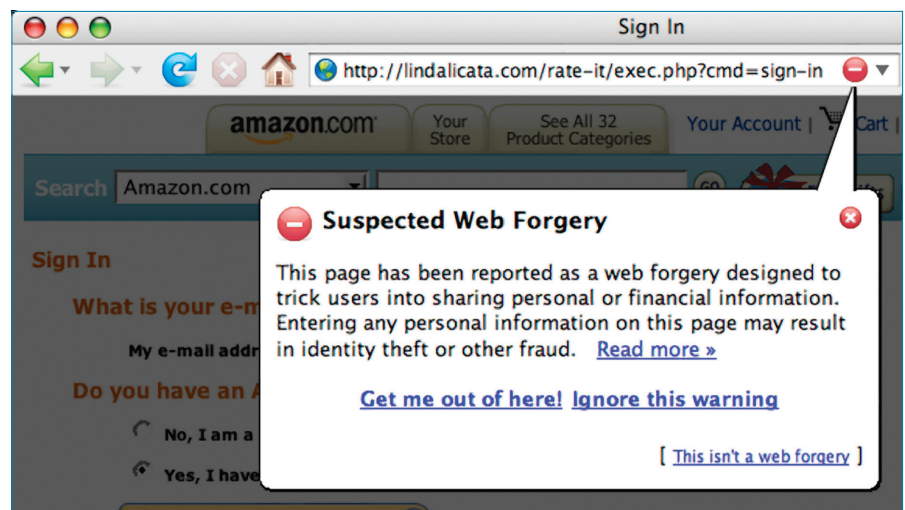 Sign In
http://lindalicata.com/rate-it/exec.php?cmd=sign-in
amazon.com
Your Store
See All 32 Product Categories
Your Account | Cart |
Search Amazon.com GO
Suspected Web Forgery
This page has been reported as a web forgery designed to
trick users into sharing personal or financial information.
Entering any personal information on this page may result
in identity theft or other fraud. Read more »
Get me out of here! Ignore this warning
[ This isn't a web forgery ]
Sign In
What is your e-m
My e-mail addr
Do you have an A
No, I am a
Yes, I have